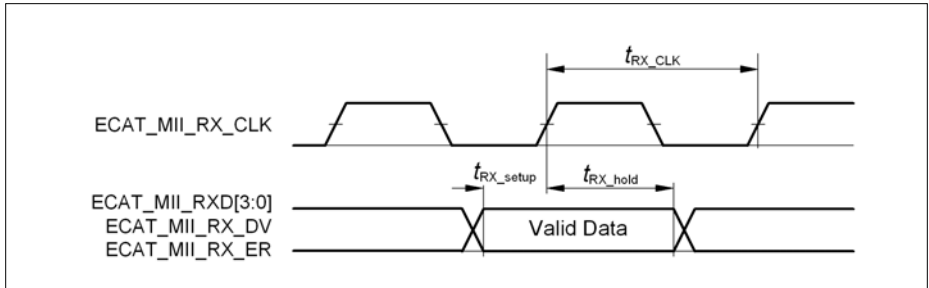 tRX_CLK
ECAT_MII_RX_CLK
tRX_setup tRX_hold
ECAT_MII_RXD[3:0]
ECAT_MII_RX_DV Valid Data
ECAT_MII_RX_ER